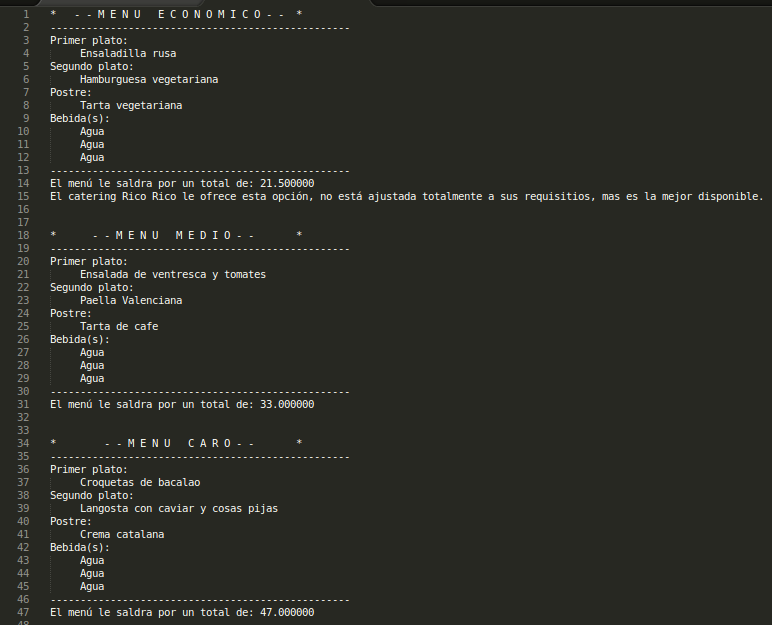 1 * --MENU ECONOMICO-- *
2 --------------------------------------------------
3 Primer plato:
4 Ensaladilla rusa
5 Segundo plato:
6 Hamburguesa vegetariana
7 Postre:
8 Tarta vegetariana
9 Bebida(s):
10 Agua
11 Agua
12 Agua
13 --------------------------------------------------
14 El menú le saldra por un total de: 21.500000
15 El catering Rico Rico le ofrece esta opción, no está ajustada totalmente a sus requisitios, mas es la mejor disponible.
16
17
18 * --MENU MEDIO-- *
19 --------------------------------------------------
20 Primer plato:
21 Ensalada de ventresca y tomates
22 Segundo plato:
23 Paella Valenciana
24 Postre:
25 Tarta de cafe
26 Bebida(s):
27 Agua
28 Agua
29 Agua
30 --------------------------------------------------
31 El menú le saldra por un total de: 33.000000
32
33
34 * --MENU CARO-- *
35 --------------------------------------------------
36 Primer plato:
37 Croquetas de bacalao
38 Segundo plato:
39 Langosta con caviar y cosas pijas
40 Postre:
41 Crema catalana
42 Bebida(s):
43 Agua
44 Agua
45 Agua
46 --------------------------------------------------
47 El menú le saldra por un total de: 47.000000
48